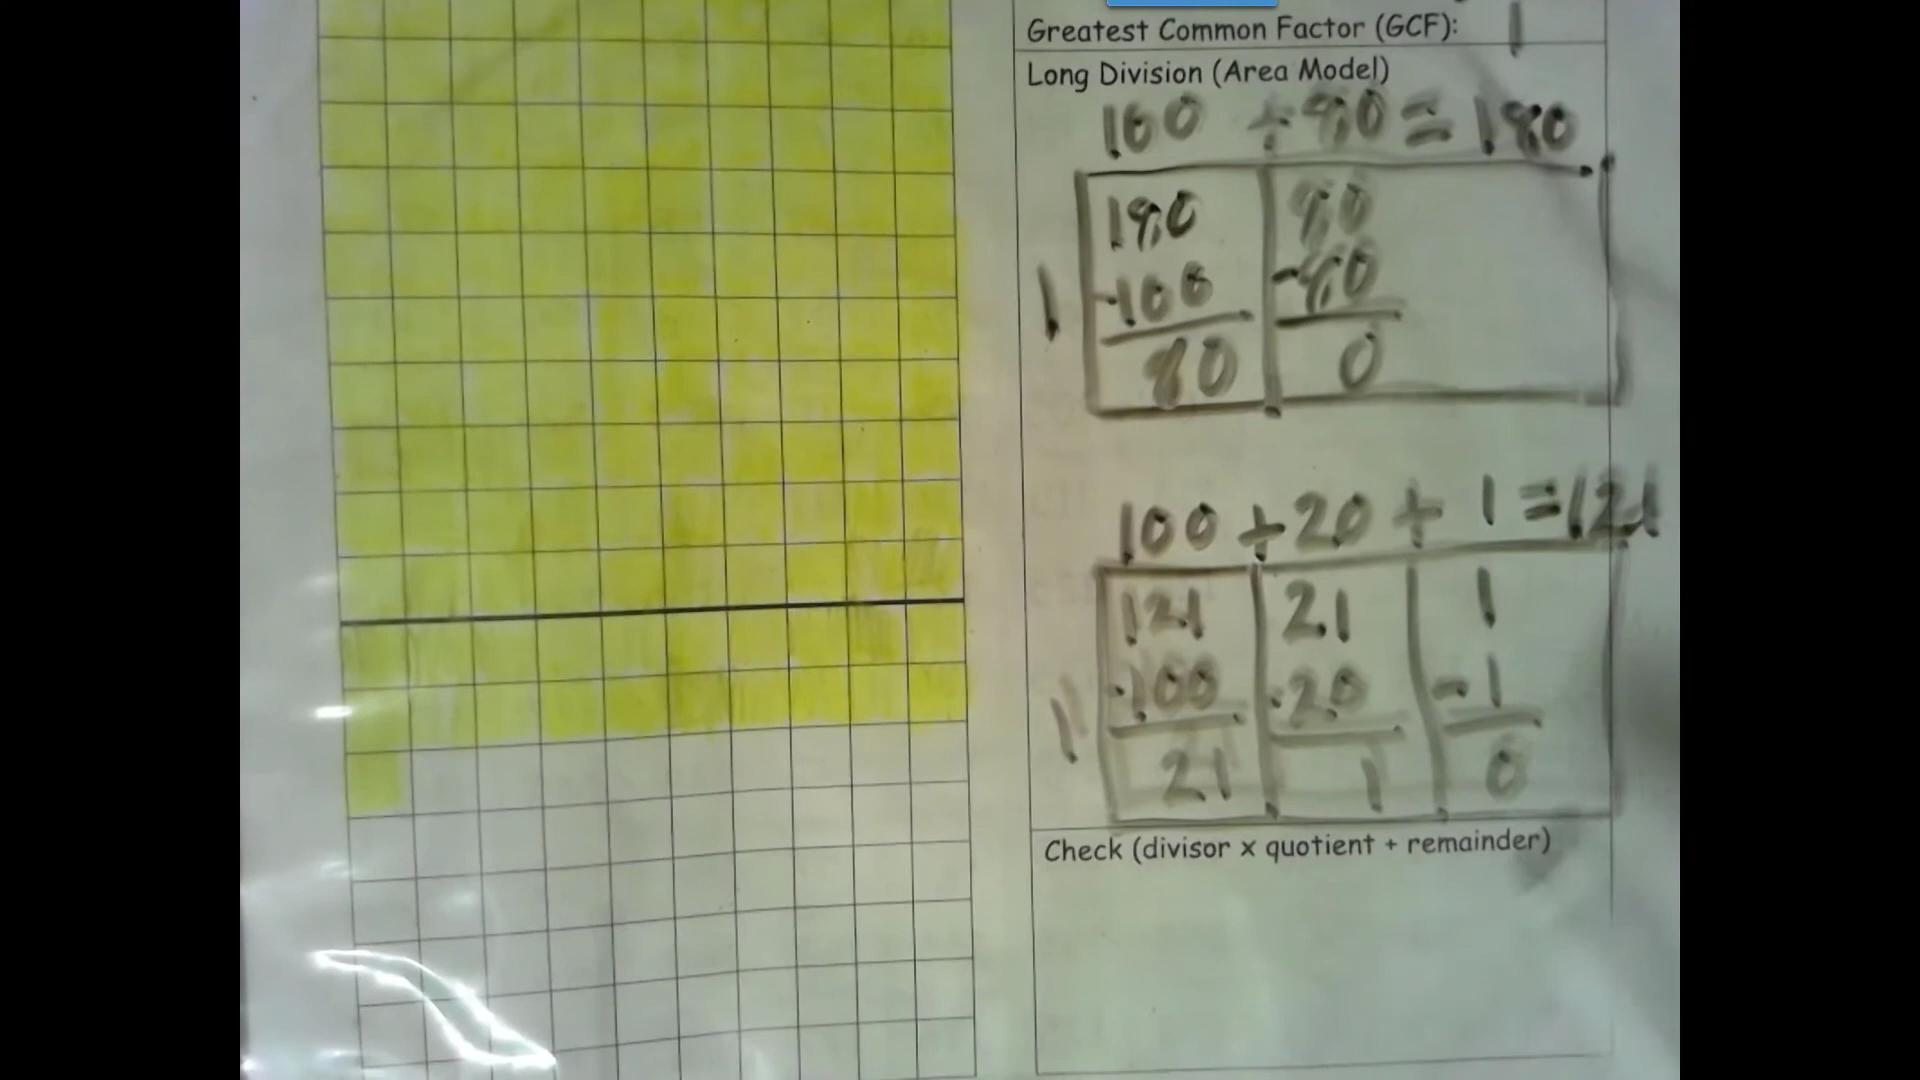 Greatest Common Factor (GCF): 1
Long Division (Area Model)
100 + 80 = 180
180 80
1 -100 -80
80 0
100 + 20 + 1 = 121
121 21 1
1 -100 -20 -1
21 1 0
Check (divisor x quotient + remainder)